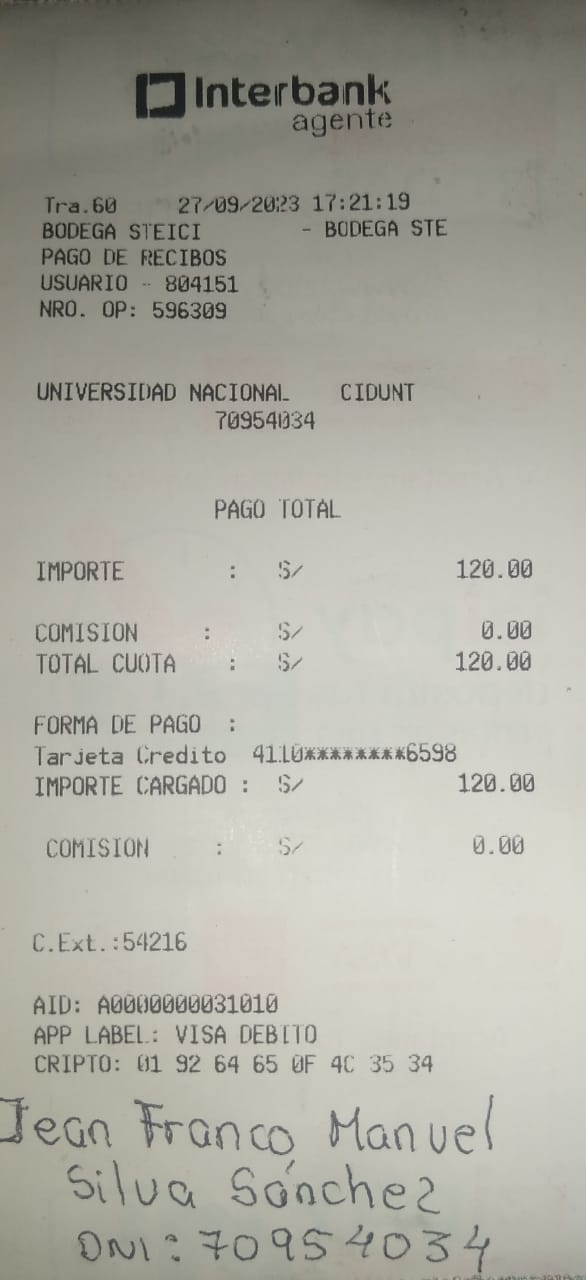 Interbank
agente
Tra.60 27/09/2023 17:21:19
BODEGA STEICI - BODEGA STE
PAGO DE RECIBOS
USUARIO - 804151
NRO. OP: 596309
UNIVERSIDAD NACIONAL CIDUNT
70954034
PAGO TOTAL
IMPORTE : S/ 120.00
COMISION : S/ 0.00
TOTAL CUOTA : S/ 120.00
FORMA DE PAGO :
Tarjeta Credito 4110********6598
IMPORTE CARGADO : S/ 120.00
COMISION : S/ 0.00
C.Ext.:54216
AID: A0000000031010
APP LABEL: VISA DEBITO
CRIPTO: 01 92 64 65 0F 4C 35 34
Jean Franco Manuel
Silva Sánchez
DNI: 70954034